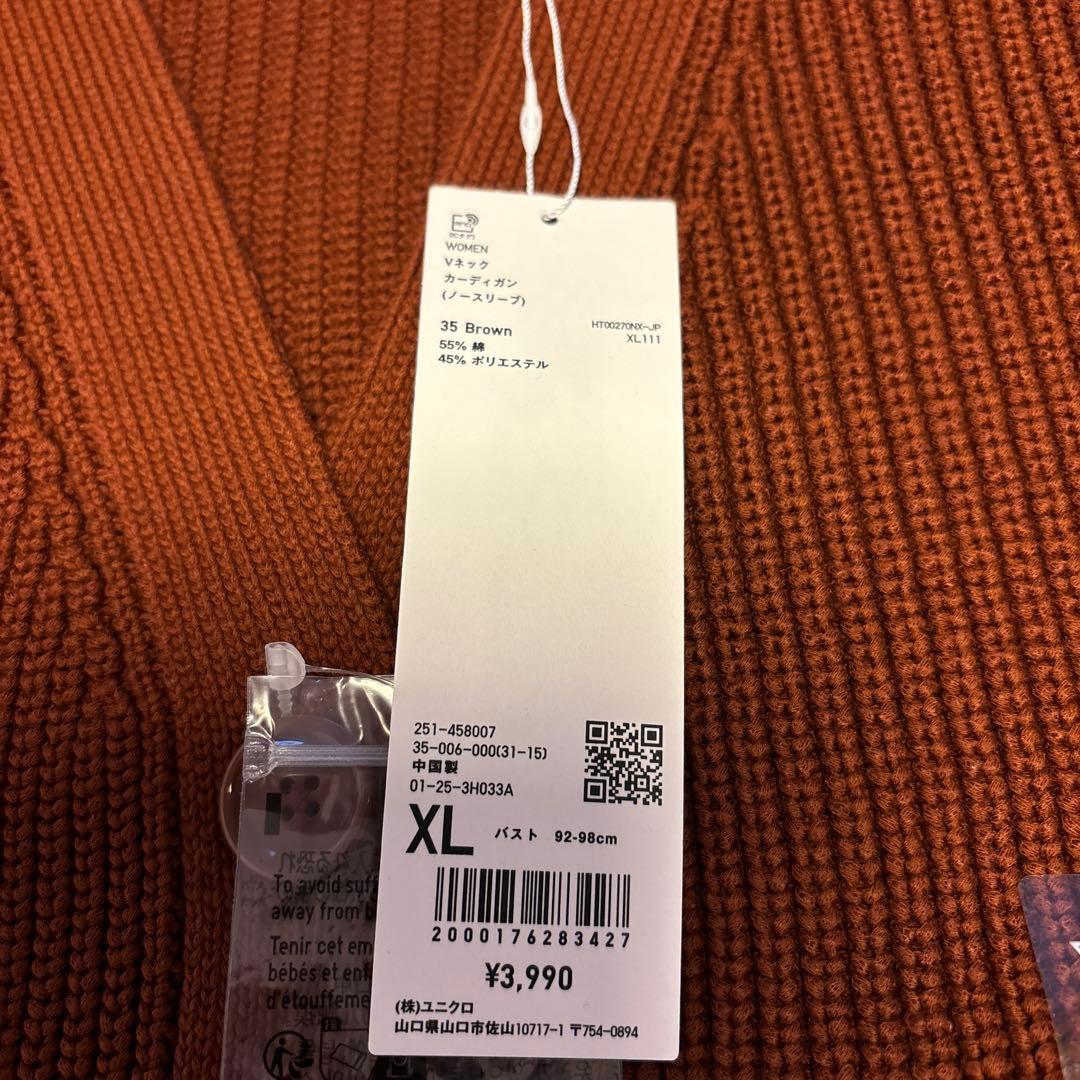 WOMEN
Vネック
カーディガン
(ノースリーブ)
35 Brown
HT00270NX-JP
55% 綿
XL111
45% ポリエステル
251-458007
35-006-000(31-15)
中国製
01-25-3H033A
XL バスト 92-98cm
2000176283427
¥3,990
(株)ユニクロ
山口県山口市佐山10717-1 〒754-0894
To avoid
away from
Tenir cet
bébés et